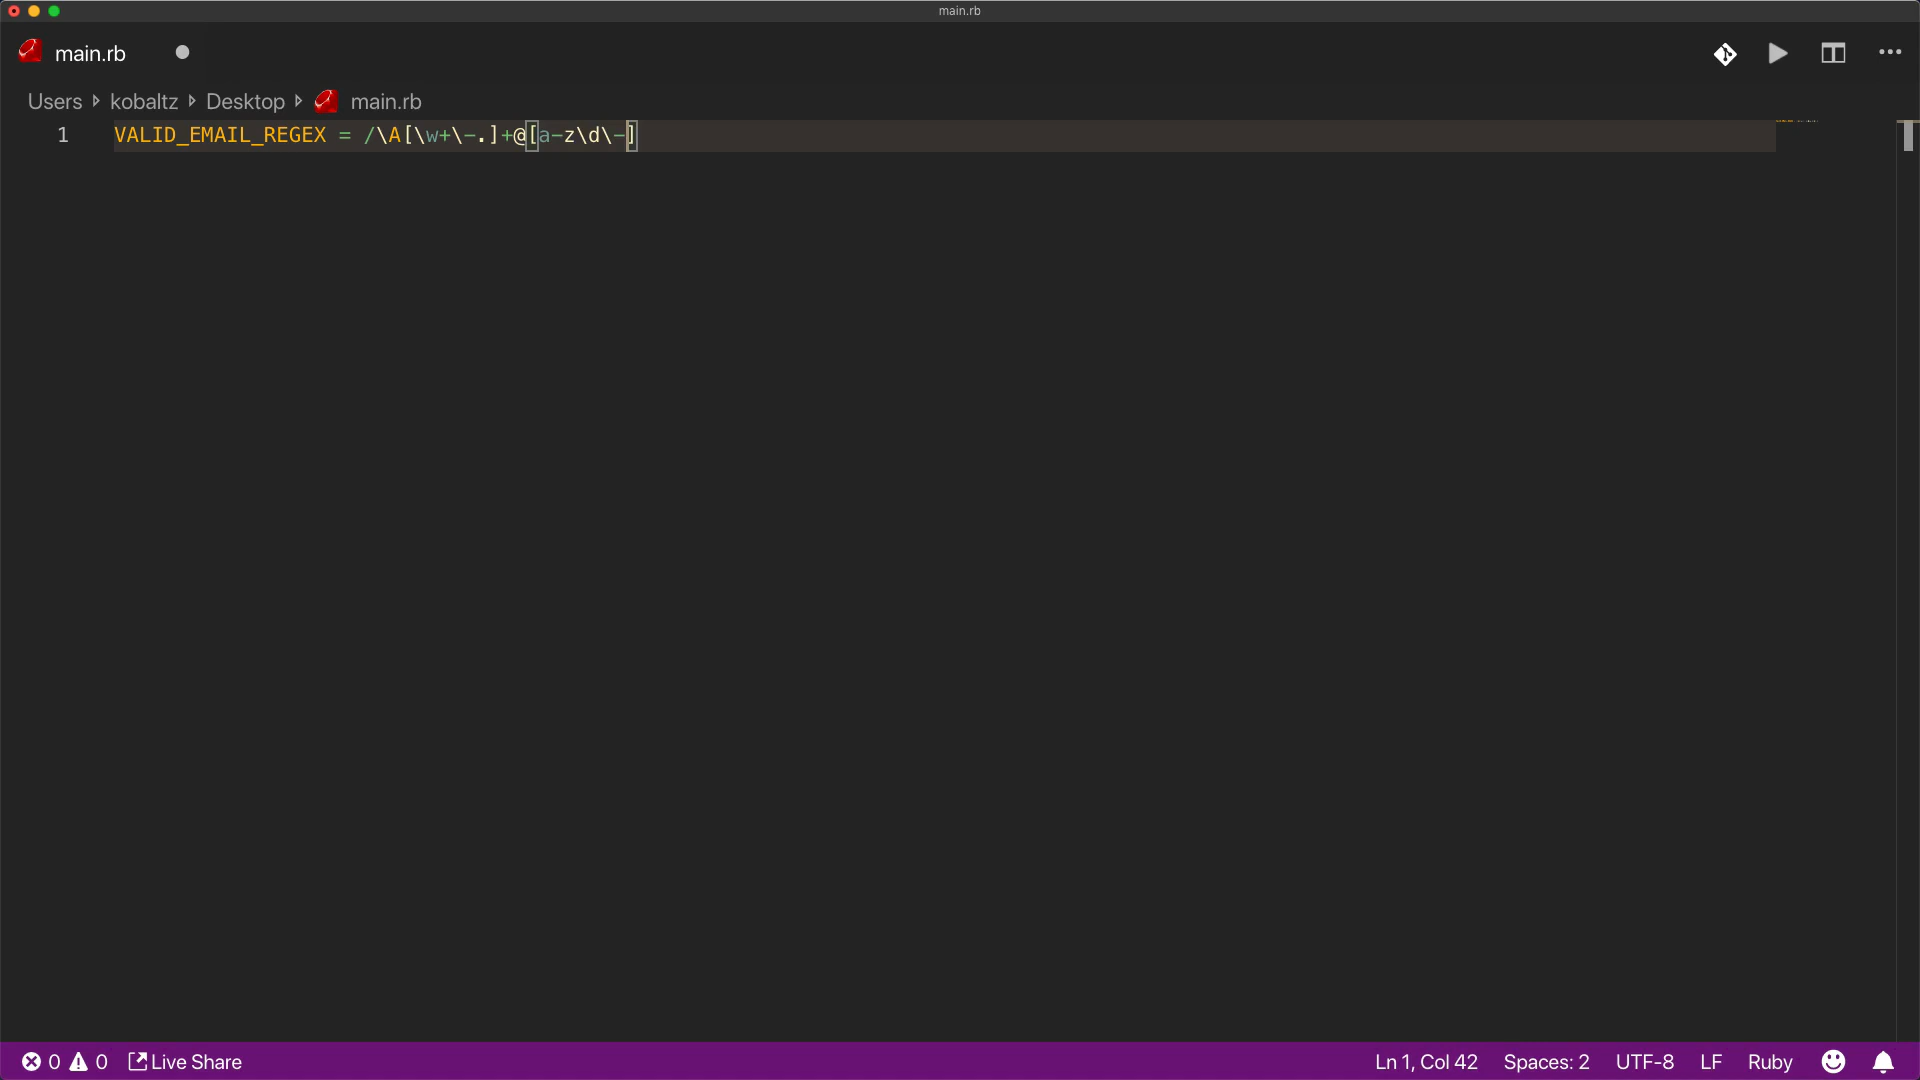 main.rb
main.rb
Users kobaltz Desktop main.rb
1 VALID_EMAIL_REGEX = /\A[\w+\-.]+@[a-z\d\-]
0 0 Live Share Ln 1, Col 42 Spaces: 2 UTF-8 LF Ruby